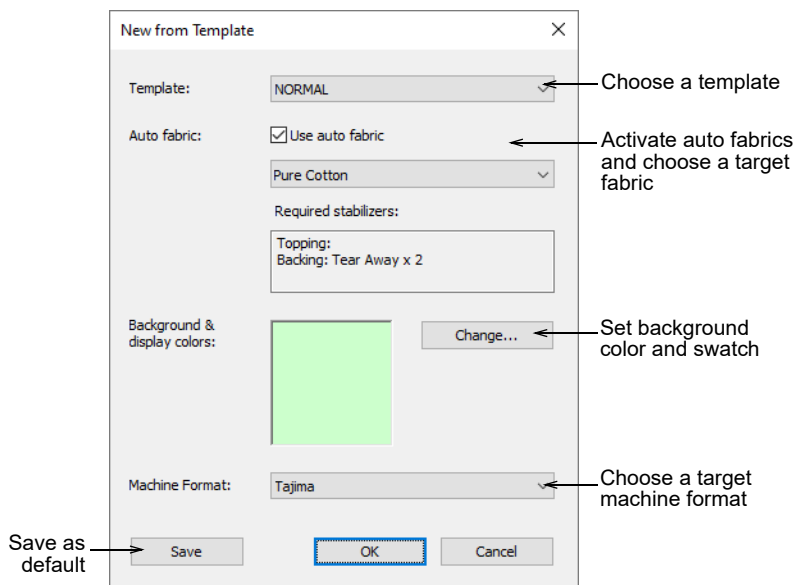 New from Template
Template:
NORMAL
Choose a template
Auto fabric:
Use auto fabric
Activate auto fabrics
and choose a target
fabric
Pure Cotton
Required stabilizers:
Topping:
Backing: Tear Away x 2
Background &
display colors:
Change...
Set background
color and swatch
Machine Format:
Tajima
Choose a target
machine format
Save as
default
Save
OK
Cancel